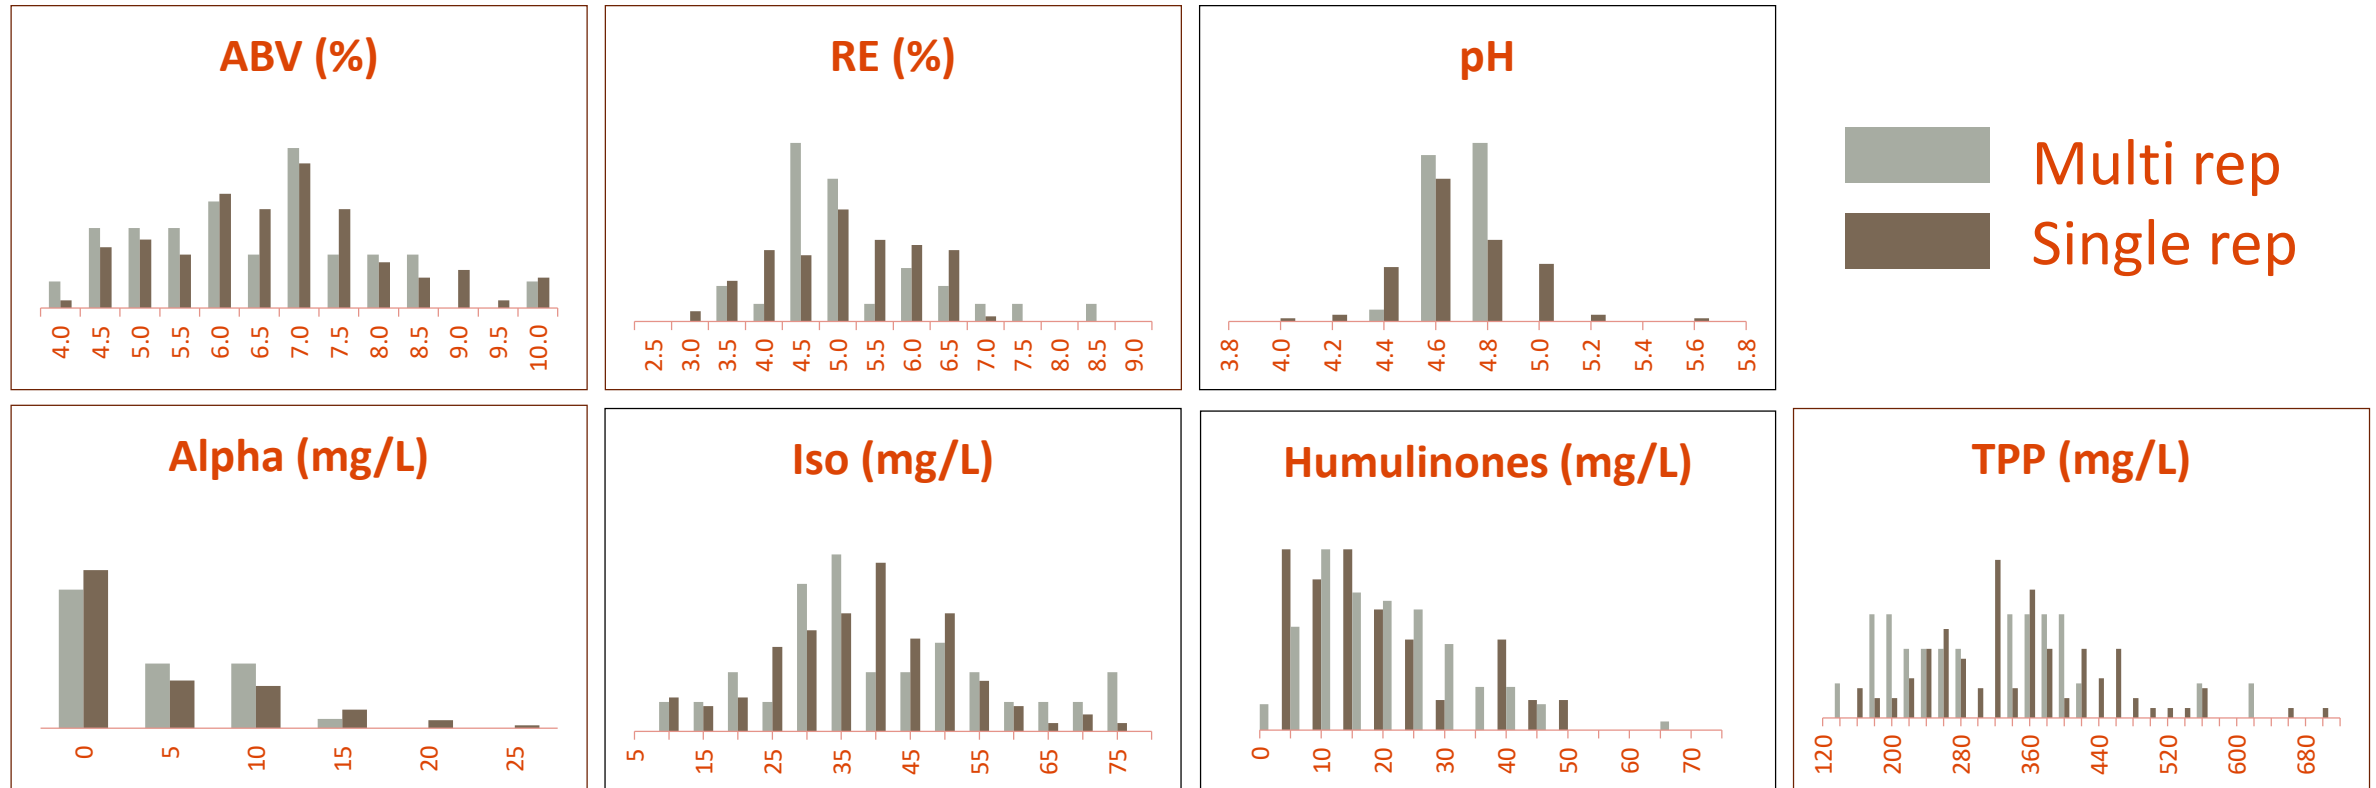 ABV (%)
4.0 4.5 5.0 5.5 6.0 6.5 7.0 7.5 8.0 8.5 9.0 9.5 10.0
RE (%)
2.5 3.0 3.5 4.0 4.5 5.0 5.5 6.0 6.5 7.0 7.5 8.0 8.5 9.0
pH
3.8 4.0 4.2 4.4 4.6 4.8 5.0 5.2 5.4 5.6 5.8
Multi rep
Single rep
Alpha (mg/L)
0 5 10 15 20 25
Iso (mg/L)
5 15 25 35 45 55 65 75
Humulinones (mg/L)
0 10 20 30 40 50 60 70
TPP (mg/L)
120 200 280 360 440 520 600 680